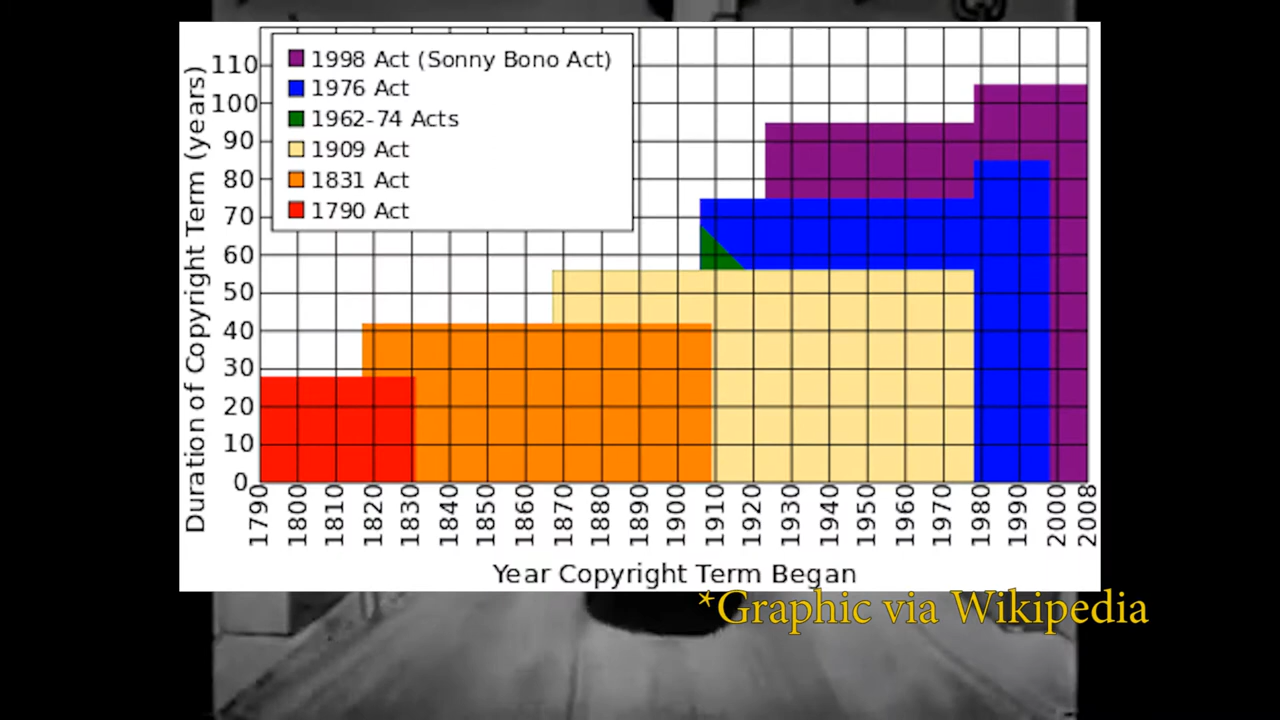 1998 Act (Sonny Bono Act)
1976 Act
1962-74 Acts
1909 Act
1831 Act
1790 Act
Duration of Copyright Term (years)
110
100
90
80
70
60
50
40
30
20
10
0
1790 1800 1810 1820 1830 1840 1850 1860 1870 1880 1890 1900 1910 1920 1930 1940 1950 1960 1970 1980 1990 2000 2008
Year Copyright Term Began
*Graphic via Wikipedia